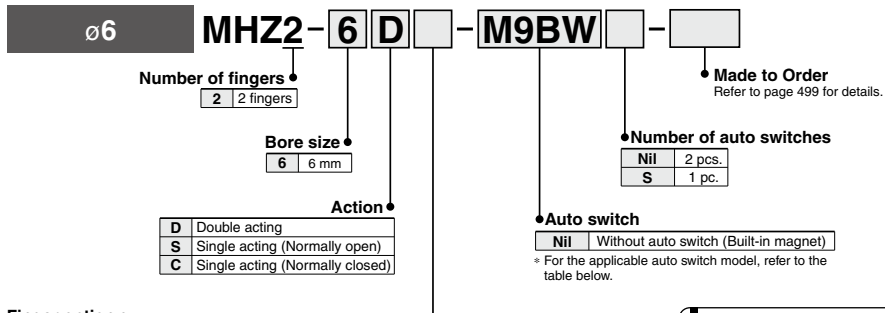 ø6
MHZ2-6D - M9BW -
Number of fingers
2 2 fingers
Bore size
6 6 mm
Action
D Double acting
S Single acting (Normally open)
C Single acting (Normally closed)
Made to Order
Refer to page 499 for details.
Number of auto switches
Nil 2 pcs.
S 1 pc.
Auto switch
Nil Without auto switch (Built-in magnet)
∗ For the applicable auto switch model, refer to the
table below.